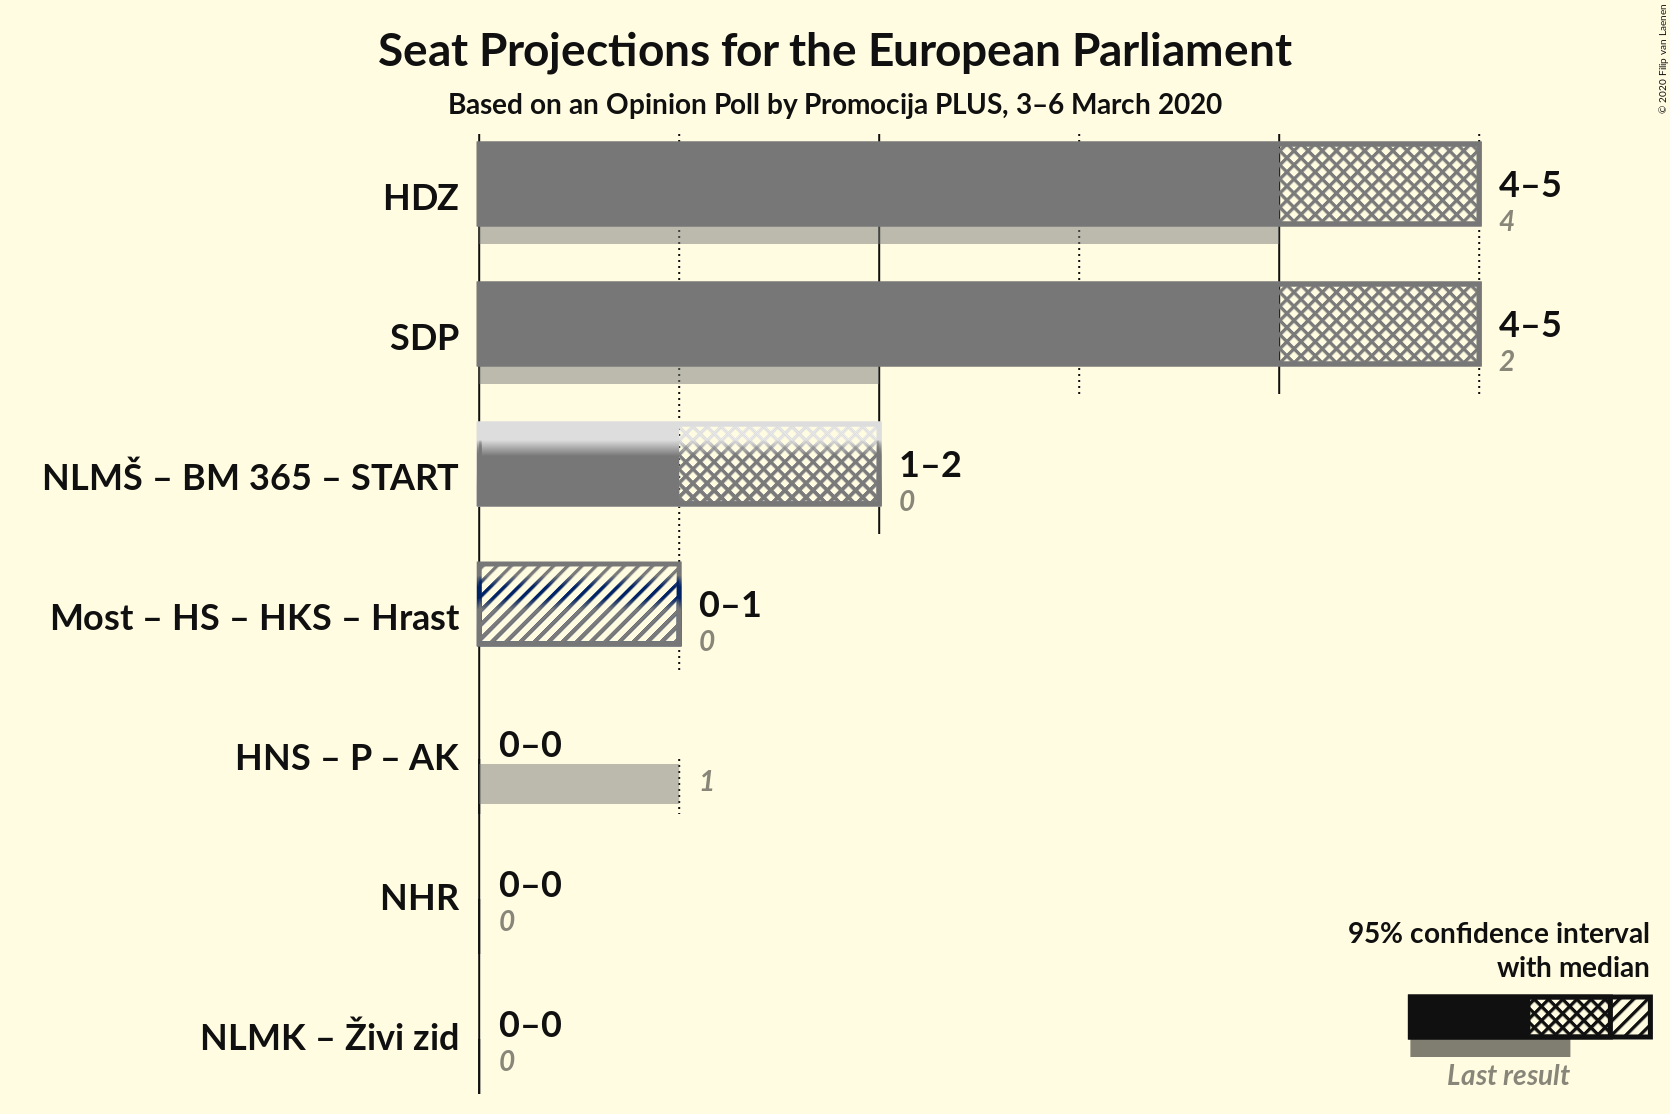 Seat Projections for the European Parliament
Based on an Opinion Poll by Promocija PLUS, 3–6 March 2020
© 2020 Filip van Laenen
HDZ
4–5
4
SDP
4–5
2
NLMŠ – BM 365 – START
1–2
0
Most – HS – HKS – Hrast
0–1
0
HNS – P – AK
0–0
1
NHR
0–0
0
NLMK – Živi zid
0–0
0
95% confidence interval
with median
Last result